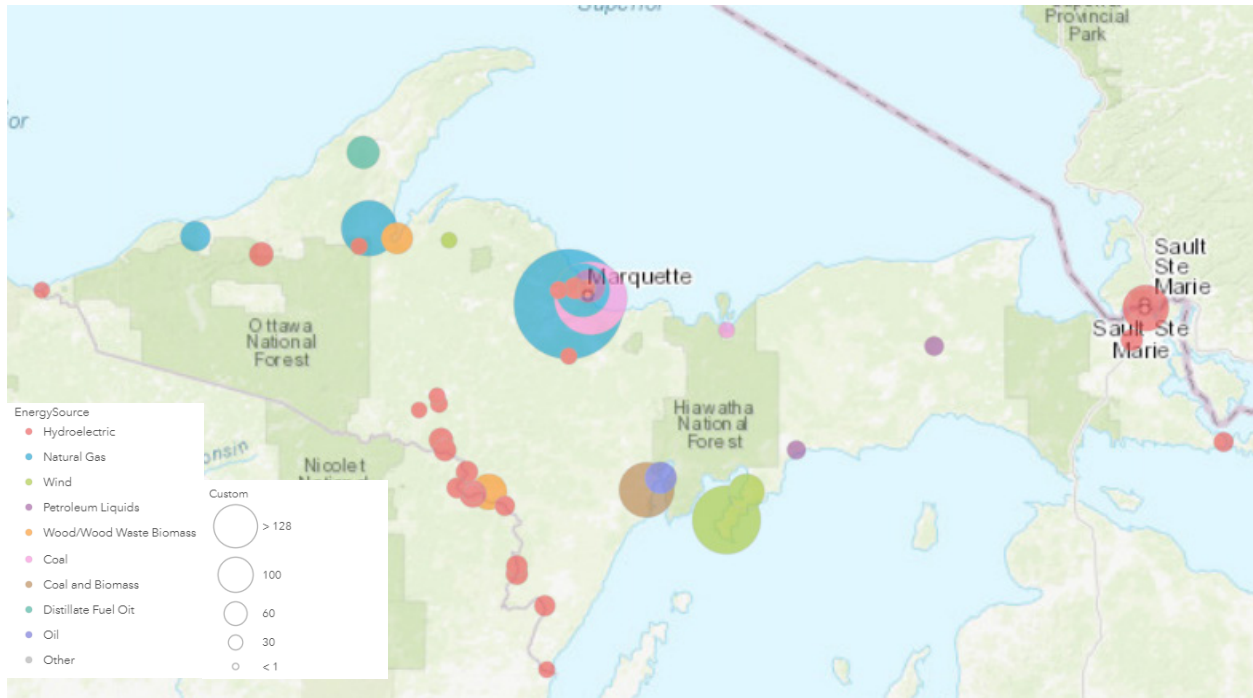 Superior
Superior
Provincial
Park
or
Marquette
Sault
Ste
Marie
Sault Ste
Marie
Ottawa
National
Forest
Hiawatha
National
Forest
Nicolet
EnergySource
Hydroelectric
Natural Gas
Wind
Petroleum Liquids
Wood/Wood Waste Biomass
Coal
Coal and Biomass
Distillate Fuel Oit
Oil
Other
onsin
Custom
> 128
100
60
30
< 1